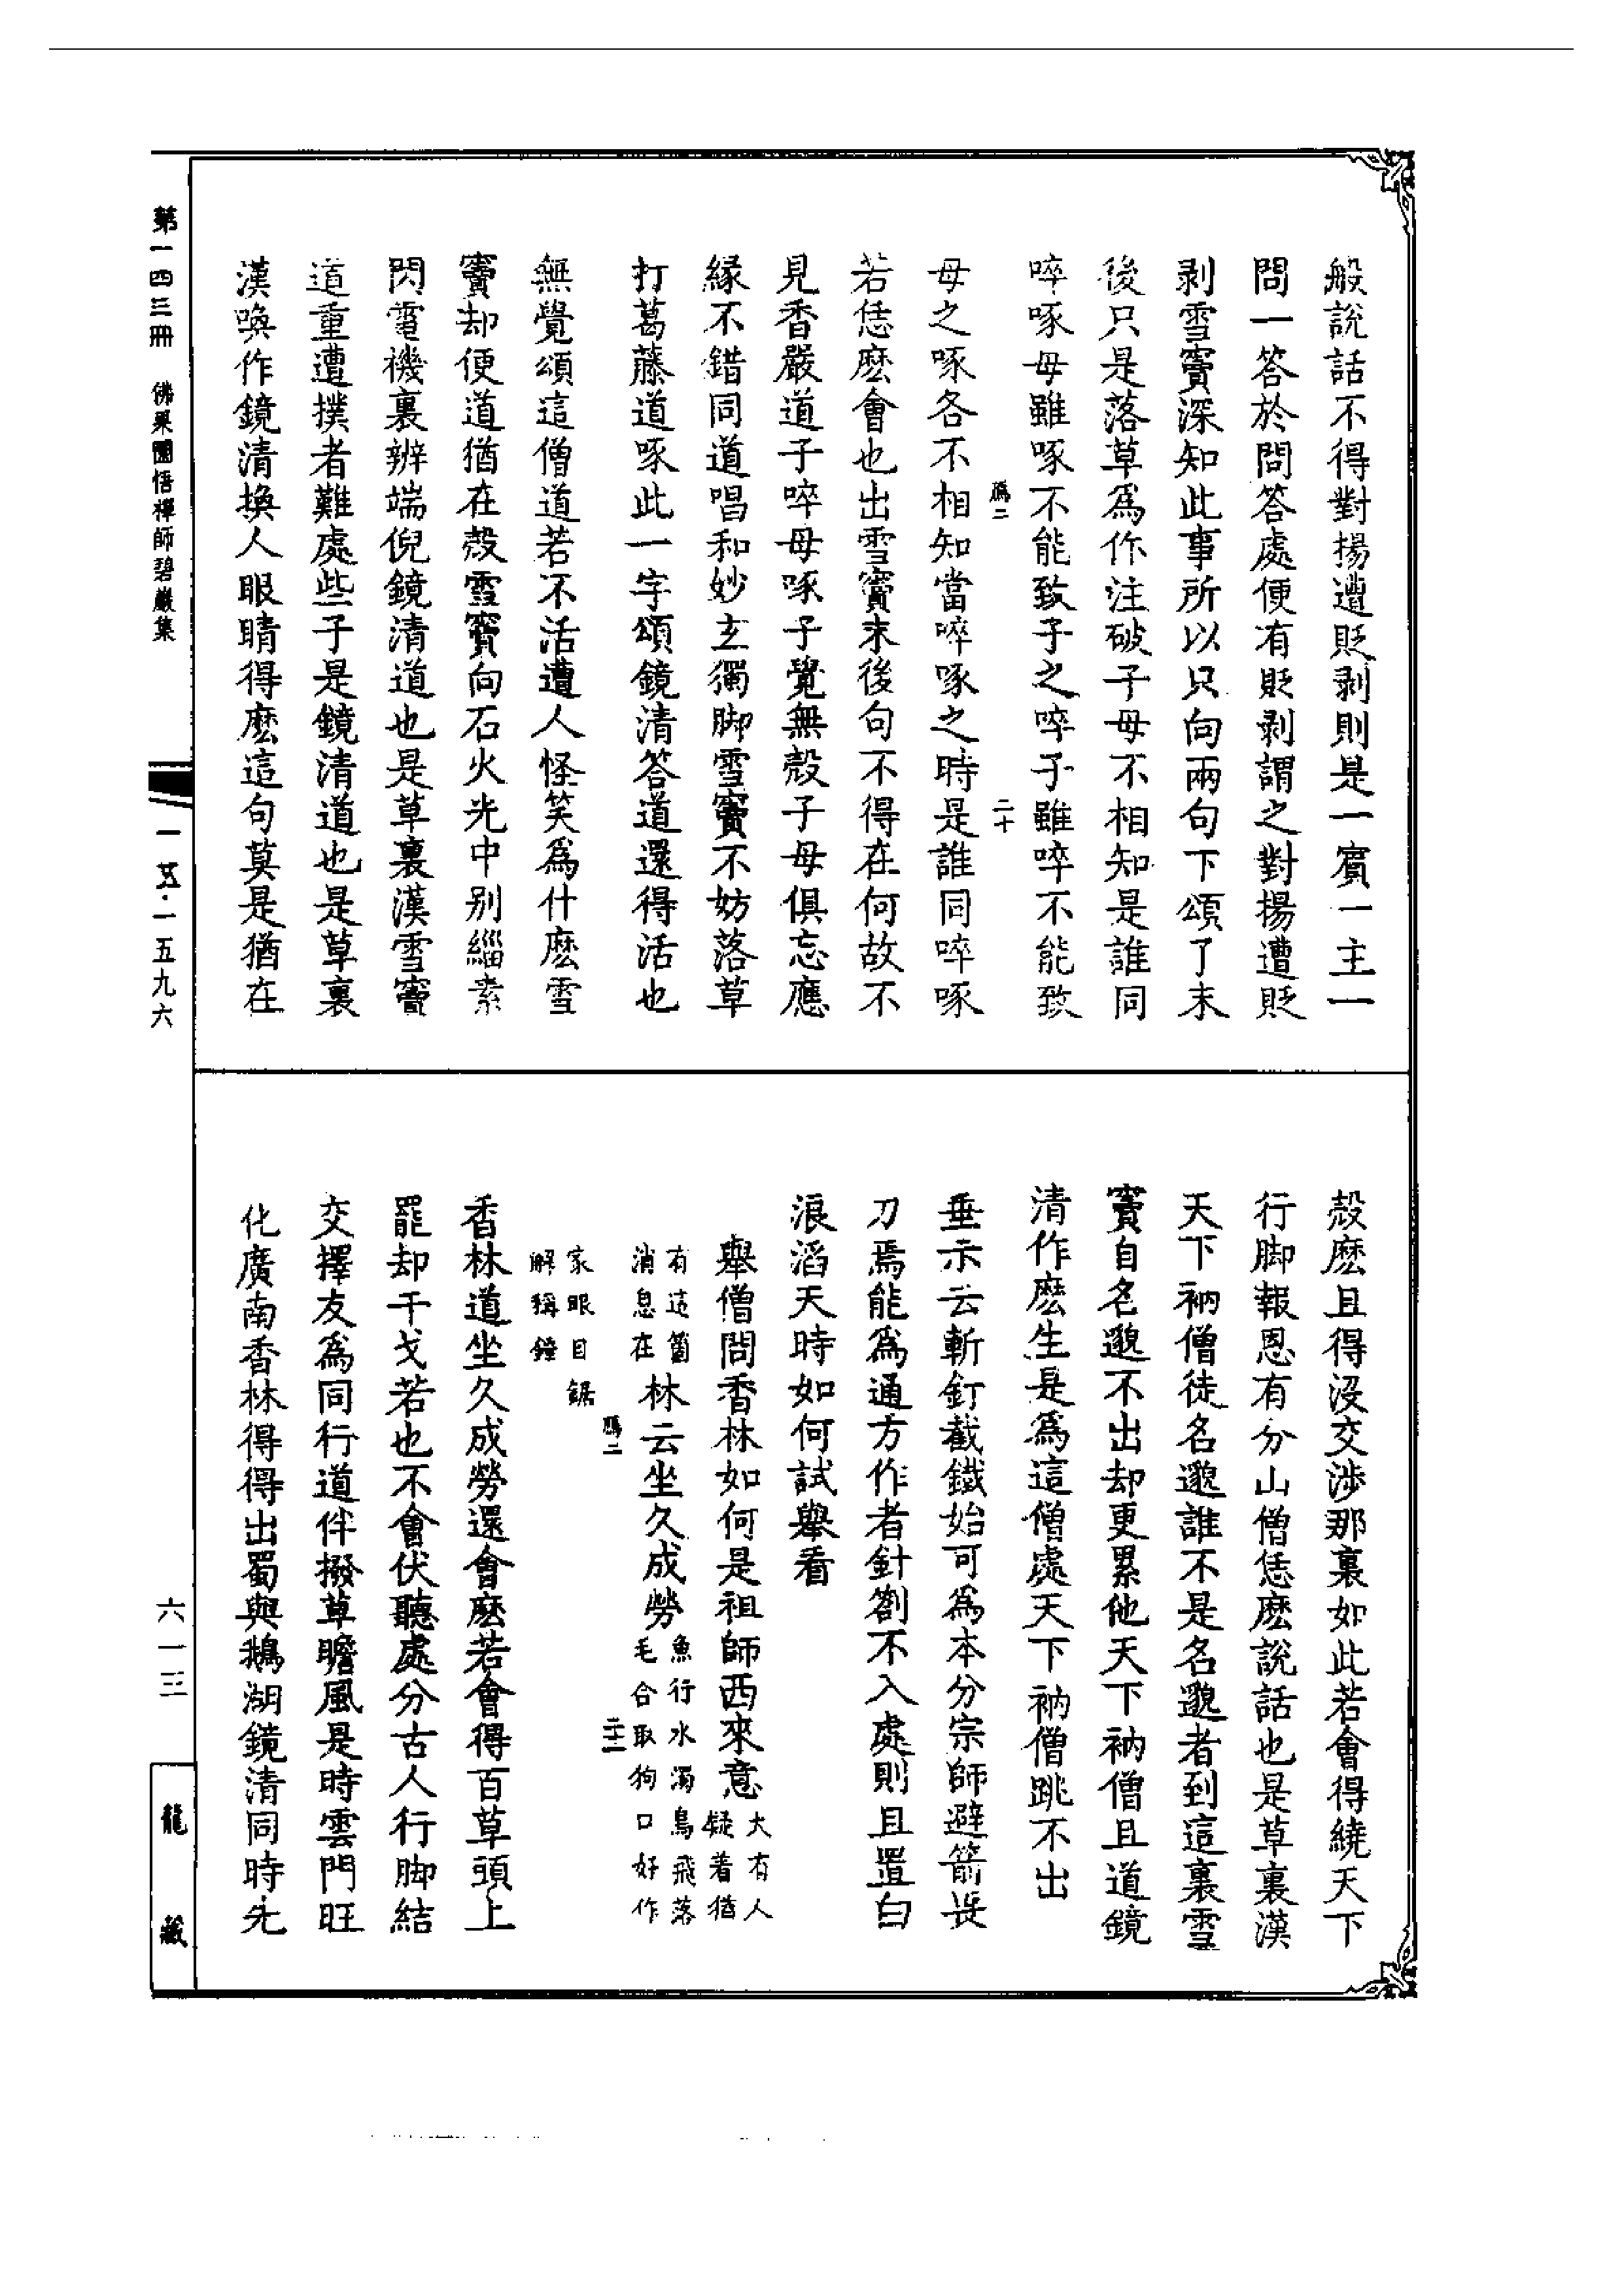 般說話不得對揚遭貶剥則是一賓一主一
問一答於問答處便有貶剥謂之對揚遭貶
剥雪竇深知此事所以只向兩句下頌了末
後只是落草爲作注破子母不相知是誰同
啐啄母雖啄不能致子之啐子雖啐不能致
母之啄各不相知當啐啄之時是誰同啐啄
若恁麽會也出雪竇末後句不得在何故不
見香嚴道子啐母啄子覺無殼子母俱忘應
緣不錯同道唱和妙玄獨脚雪竇不妨落草
打葛藤道啄此一字頌鏡清答道還得活也
無覺頌這僧道若不活遭人怪笑爲什麽雪
竇却便道猶在殼雪竇向石火光中别緇素
閃電機裏辨端倪鏡清道也是草裏漢雪竇
道重遭撲者難處些子是鏡清道也是草裏
漢喚作鏡清換人眼睛得麽這句莫是猶在
殼麽且得沒交涉那裏如此若會得繞天下
行脚報恩有分山僧恁麽說話也是草裏漢
天下衲僧徒名邈誰不是名邈者到這裏雪
竇自名邈不出却更累他天下衲僧且道鏡
清作麽生是爲這僧處天下衲僧跳不出
垂示云斬釘截鐵始可爲本分宗師避箭畏
刀焉能爲通方作者針劄不入處則且置白
浪滔天時如何試舉看
舉僧問香林如何是祖師西來意大有人疑着猶
有這箇消息在林云坐久成勞魚行水濁鳥飛落毛合取狗口好作
家眼目鋸解稱錘
香林道坐久成勞還會麽若會得百草頭上
罷却干戈若也不會伏聽處分古人行脚結
交擇友爲同行道伴撥草瞻風是時雲門旺
化廣南香林得得出蜀與鵝湖鏡清同時先
雁二
二十
雁二
二十一
第一四三冊 佛果圜悟禪師碧巖集
一五·一五九六
六一三
龍藏